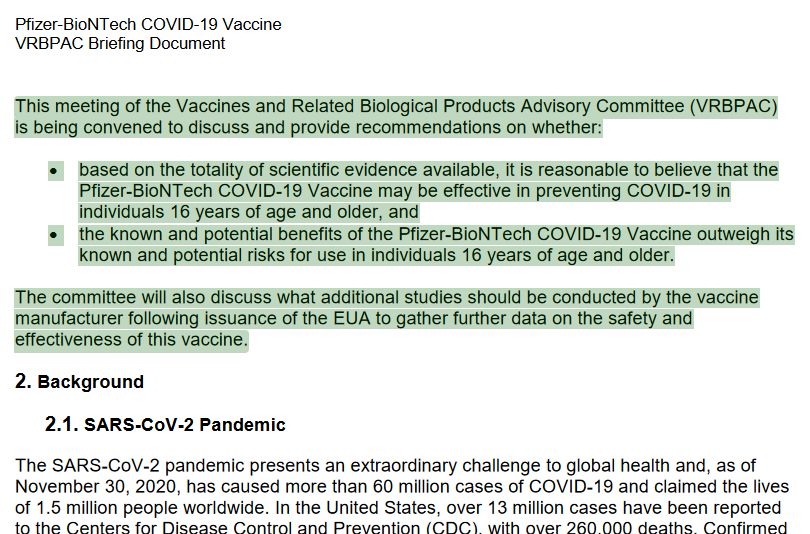 Pfizer-BioNTech COVID-19 Vaccine
VRBPAC Briefing Document
This meeting of the Vaccines and Related Biological Products Advisory Committee (VRBPAC)
is being convened to discuss and provide recommendations on whether:
• based on the totality of scientific evidence available, it is reasonable to believe that the
Pfizer-BioNTech COVID-19 Vaccine may be effective in preventing COVID-19 in
individuals 16 years of age and older, and
• the known and potential benefits of the Pfizer-BioNTech COVID-19 Vaccine outweigh its
known and potential risks for use in individuals 16 years of age and older.
The committee will also discuss what additional studies should be conducted by the vaccine
manufacturer following issuance of the EUA to gather further data on the safety and
effectiveness of this vaccine.
2. Background
2.1. SARS-CoV-2 Pandemic
The SARS-CoV-2 pandemic presents an extraordinary challenge to global health and, as of
November 30, 2020, has caused more than 60 million cases of COVID-19 and claimed the lives
of 1.5 million people worldwide. In the United States, over 13 million cases have been reported
to the Centers for Disease Control and Prevention (CDC), with over 260,000 deaths. Confirmed